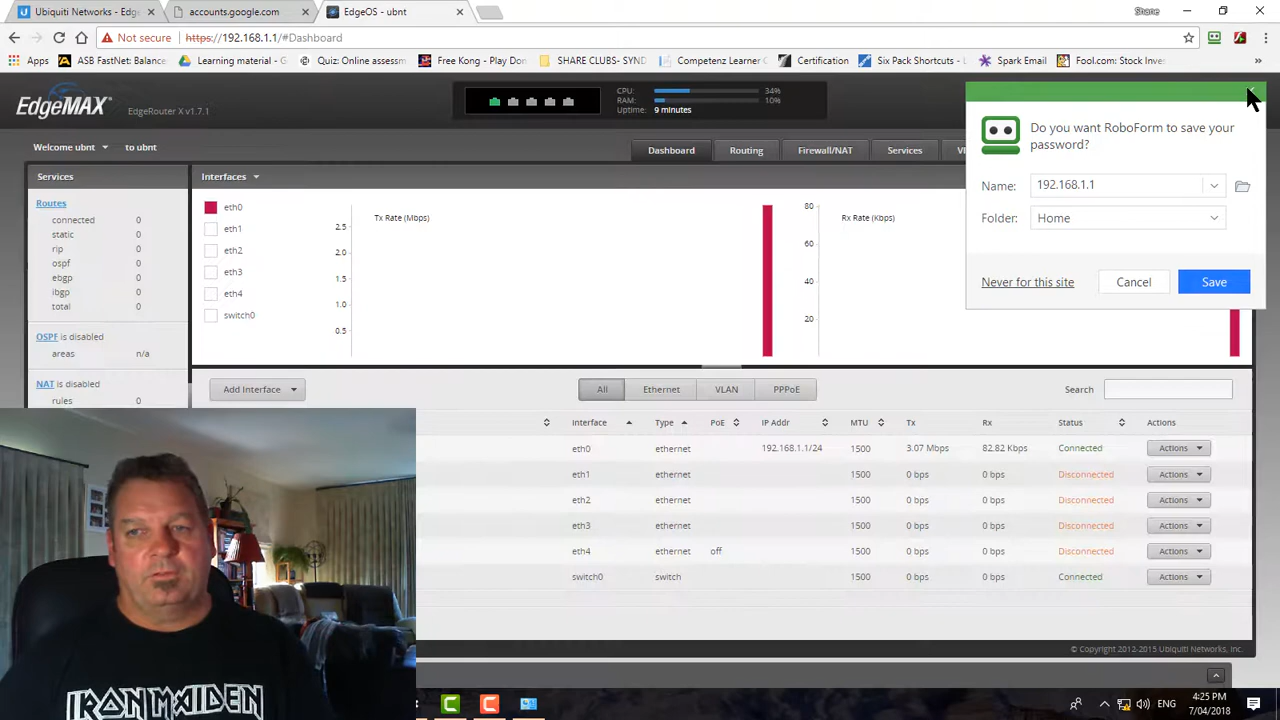 Ubiquiti Networks - Edge
accounts.google.com
EdgeOS - ubnt
Shane
Not secure
https://192.168.1.1/#Dashboard
Apps
ASB FastNet: Balance
Learning material - G
Quiz: Online assessm
Free Kong - Play Don
SHARE CLUBS- SYND
Competenz Learner C
Certification
Six Pack Shortcuts - L
Spark Email
Fool.com: Stock Inves
EdgeMAX
EdgeRouter X v1.7.1
CPU: 34%
RAM: 10%
Uptime: 9 minutes
Welcome ubnt to ubnt
Dashboard
Routing
Firewall/NAT
Services
Do you want RoboForm to save your
password?
Name: 192.168.1.1
Folder: Home
Never for this site
Cancel
Save
Services
Routes
connected 0
static 0
rip 0
ospf 0
ebgp 0
ibgp 0
total 0
OSPF is disabled
areas n/a
NAT is disabled
rules 0
Interfaces
eth0
eth1
eth2
eth3
eth4
switch0
Tx Rate (Mbps)
2.5
2.0
1.5
1.0
0.5
Rx Rate (Kbps)
80
60
40
20
Add Interface
All
Ethernet
VLAN
PPPoE
Search
Interface Type PoE IP Addr MTU Tx Rx Status Actions
eth0 ethernet 192.168.1.1/24 1500 3.07 Mbps 82.82 Kbps Connected Actions
eth1 ethernet 1500 0 bps 0 bps Disconnected Actions
eth2 ethernet 1500 0 bps 0 bps Disconnected Actions
eth3 ethernet 1500 0 bps 0 bps Disconnected Actions
eth4 ethernet off 1500 0 bps 0 bps Disconnected Actions
switch0 switch 1500 0 bps 0 bps Connected Actions
© Copyright 2012-2015 Ubiquiti Networks, Inc.
IRON MAIDEN
ENG
4:25 PM
7/04/2018